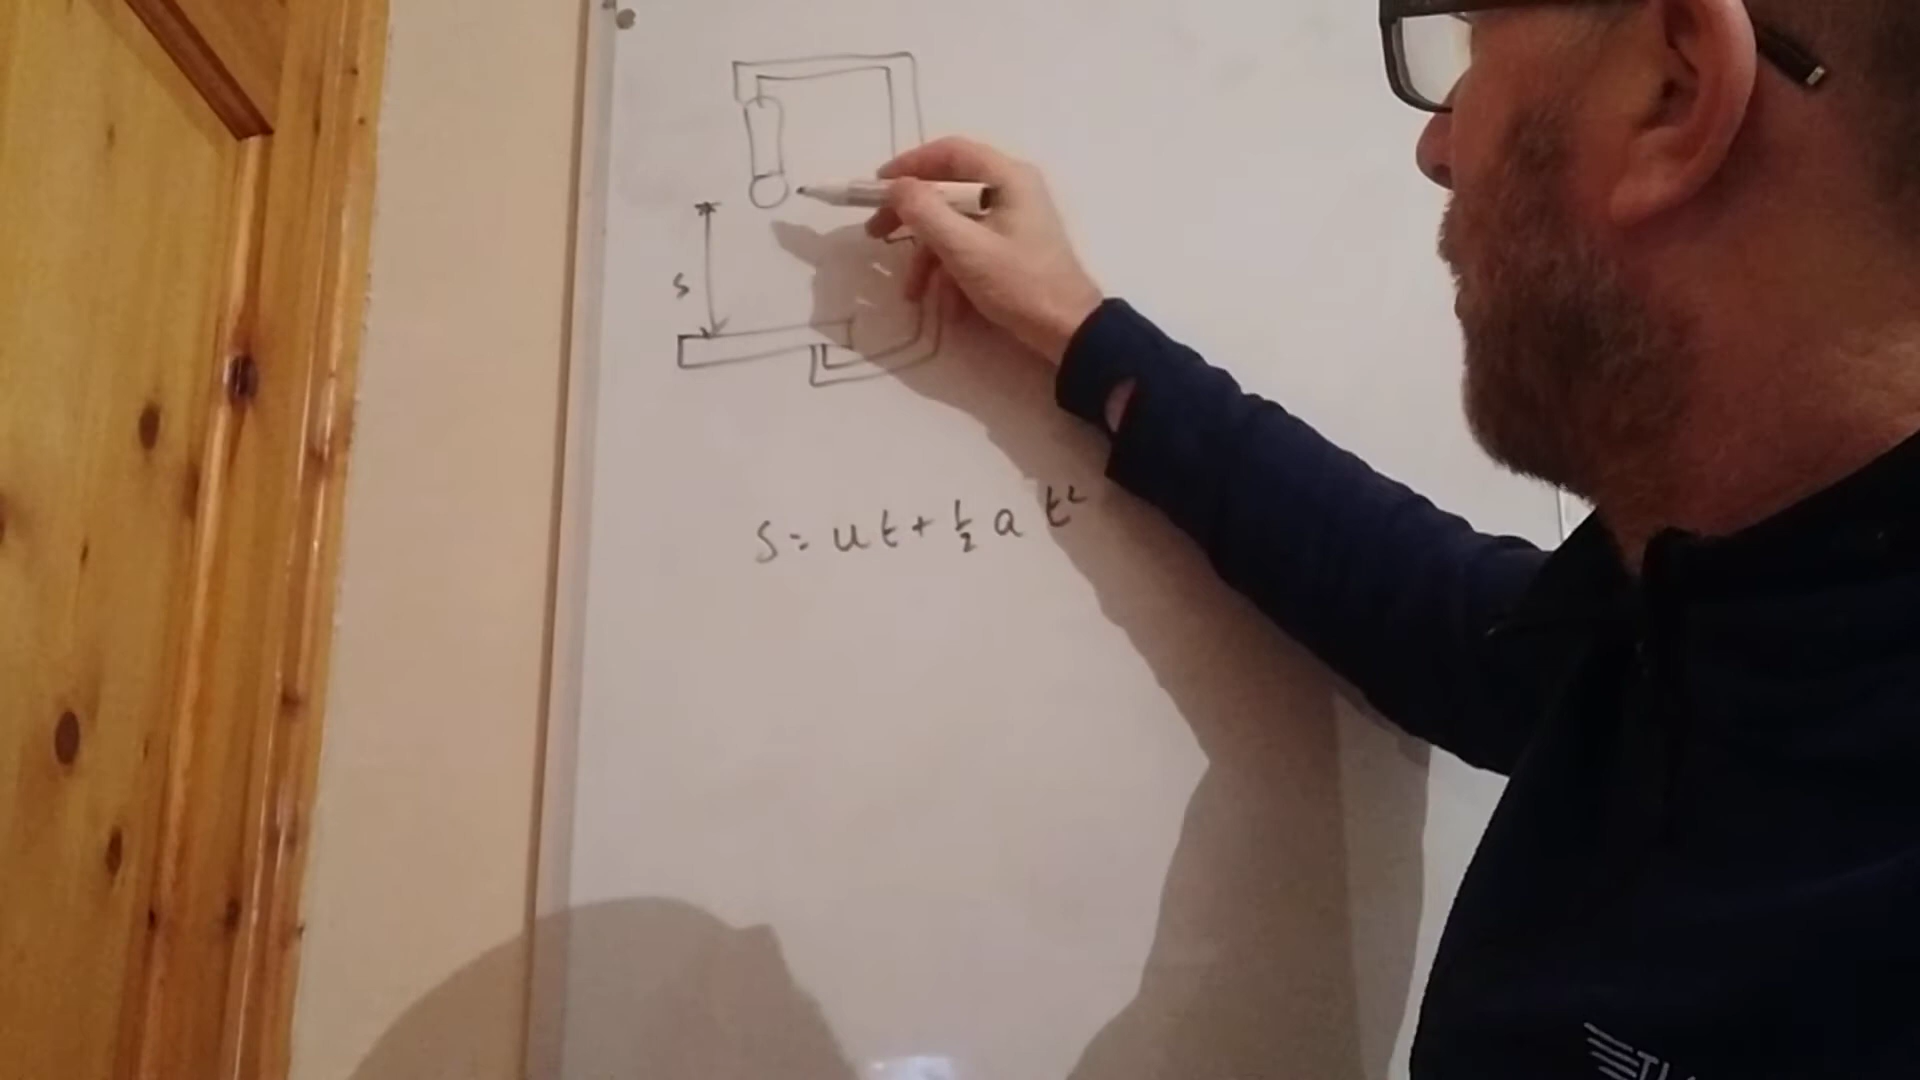 s
s = ut + ½ a t²